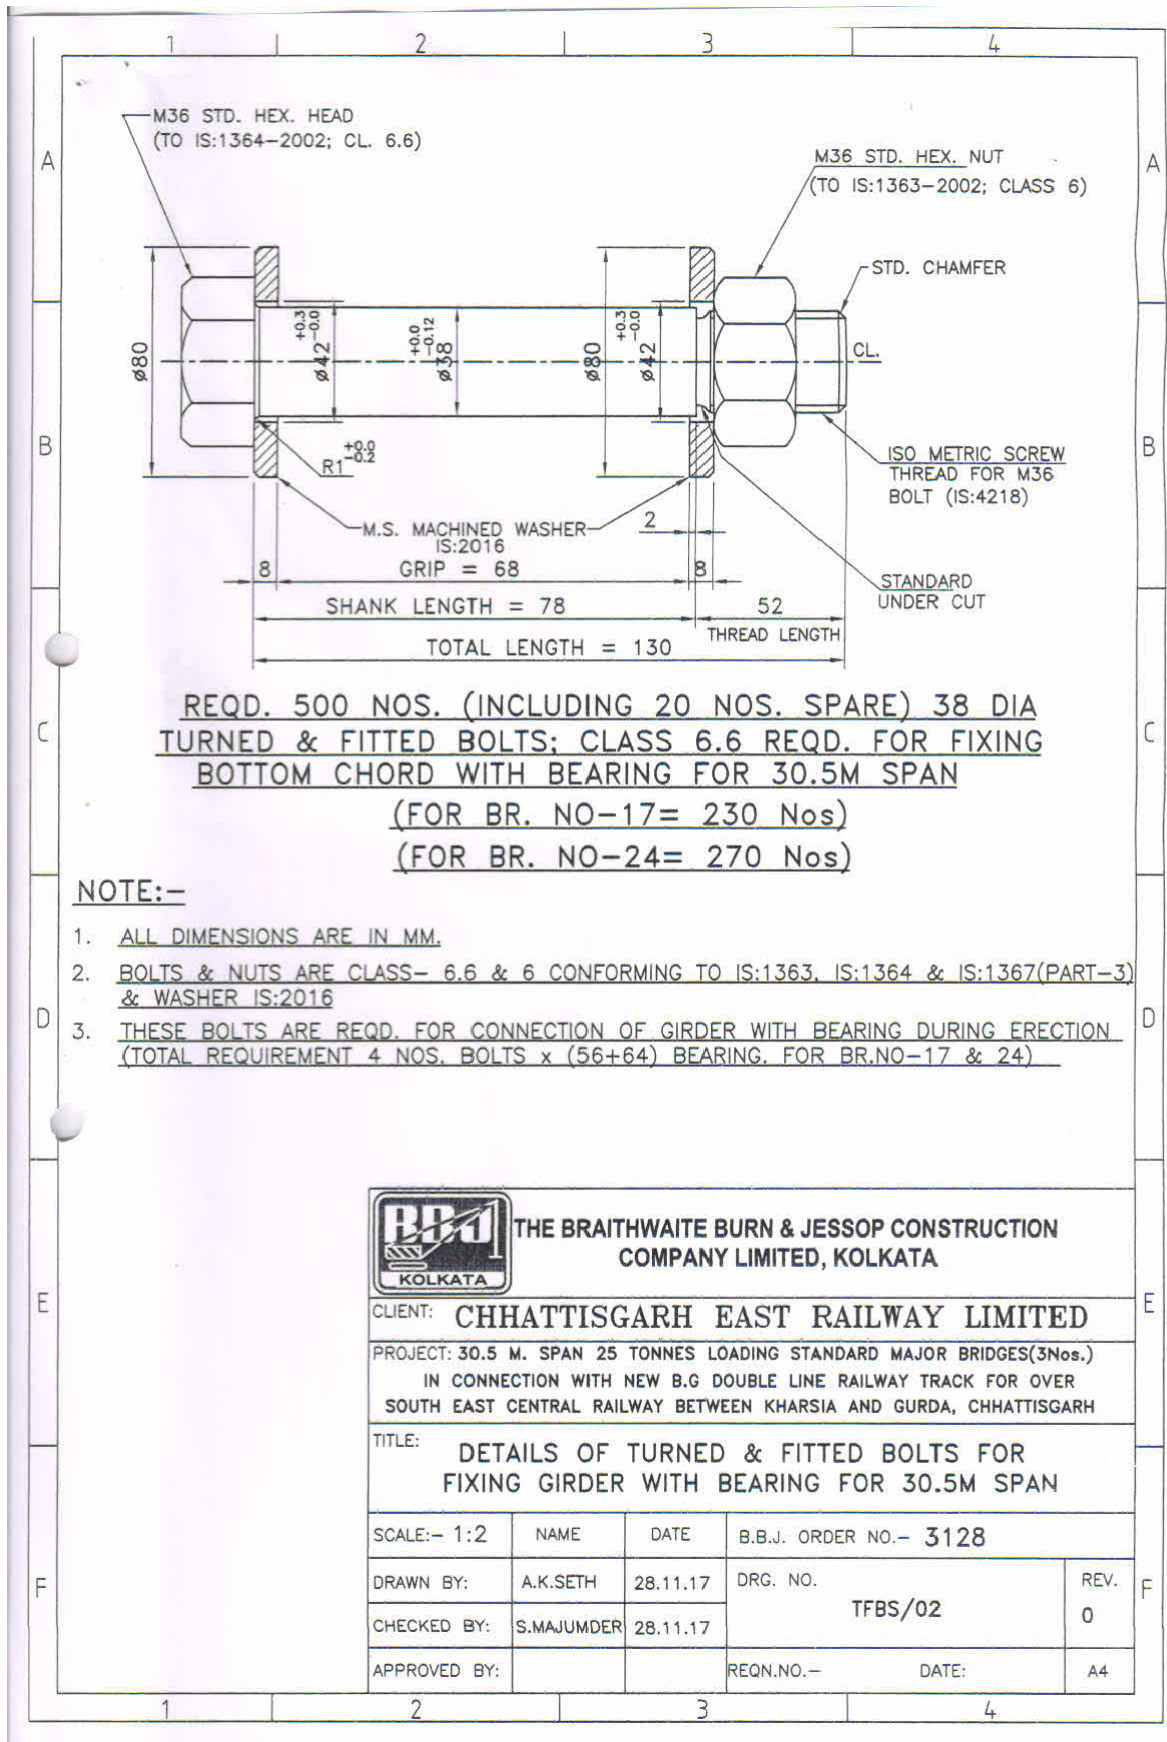 1 2 3 4
A A
B B
C C
D D
E E
F F
M36 STD. HEX. HEAD
(TO IS:1364-2002; CL. 6.6)
M36 STD. HEX. NUT
(TO IS:1363-2002; CLASS 6)
STD. CHAMFER
ø80
+0.3
-0.0
ø42
+0.0
-0.12
ø38
ø80
+0.3
-0.0
ø42
CL.
R1 +0.0
-0.2
ISO METRIC SCREW
THREAD FOR M36
BOLT (IS:4218)
M.S. MACHINED WASHER
IS:2016
2
8 GRIP = 68 8
STANDARD
UNDER CUT
SHANK LENGTH = 78 52
THREAD LENGTH
TOTAL LENGTH = 130
REQD. 500 NOS. (INCLUDING 20 NOS. SPARE) 38 DIA
TURNED & FITTED BOLTS; CLASS 6.6 REQD. FOR FIXING
BOTTOM CHORD WITH BEARING FOR 30.5M SPAN
(FOR BR. NO-17= 230 Nos)
(FOR BR. NO-24= 270 Nos)
NOTE:-
1. ALL DIMENSIONS ARE IN MM.
2. BOLTS & NUTS ARE CLASS- 6.6 & 6 CONFORMING TO IS:1363, IS:1364 & IS:1367(PART-3)
& WASHER IS:2016
3. THESE BOLTS ARE REQD. FOR CONNECTION OF GIRDER WITH BEARING DURING ERECTION
(TOTAL REQUIREMENT 4 NOS. BOLTS x (56+64) BEARING. FOR BR.NO-17 & 24)
BBJ
KOLKATA
THE BRAITHWAITE BURN & JESSOP CONSTRUCTION
COMPANY LIMITED, KOLKATA
CLIENT: CHHATTISGARH EAST RAILWAY LIMITED
PROJECT: 30.5 M. SPAN 25 TONNES LOADING STANDARD MAJOR BRIDGES(3Nos.)
IN CONNECTION WITH NEW B.G DOUBLE LINE RAILWAY TRACK FOR OVER
SOUTH EAST CENTRAL RAILWAY BETWEEN KHARSIA AND GURDA, CHHATTISGARH
TITLE: DETAILS OF TURNED & FITTED BOLTS FOR
FIXING GIRDER WITH BEARING FOR 30.5M SPAN
SCALE:- 1:2 NAME DATE B.B.J. ORDER NO.- 3128
DRAWN BY: A.K.SETH 28.11.17 DRG. NO. REV.
TFBS/02 0
CHECKED BY: S.MAJUMDER 28.11.17
APPROVED BY: REQN.NO.- DATE: A4
1 2 3 4